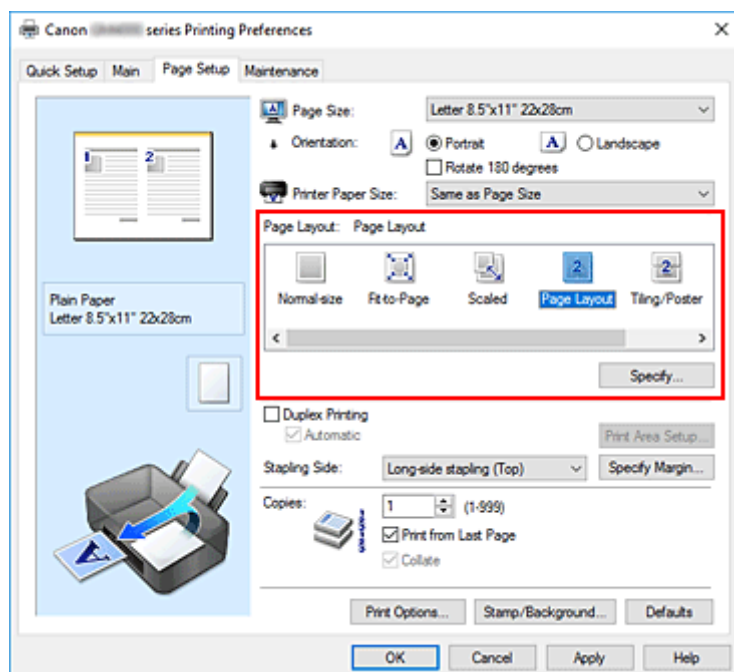 Canon series Printing Preferences
Quick Setup Main Page Setup Maintenance
1 2
Plain Paper
Letter 8.5"x11" 22x28cm
A
Page Size: Letter 8.5"x11" 22x28cm
Orientation: A Portrait A Landscape
Rotate 180 degrees
Printer Paper Size: Same as Page Size
Page Layout: Page Layout
2 2
Normal-size Fit-to-Page Scaled Page Layout Tiling/Poster
Specify...
Duplex Printing
Automatic Print Area Setup...
Stapling Side: Long-side stapling (Top) Specify Margin...
Copies: 1 (1-999)
Print from Last Page
Collate
Print Options... Stamp/Background... Defaults
OK Cancel Apply Help